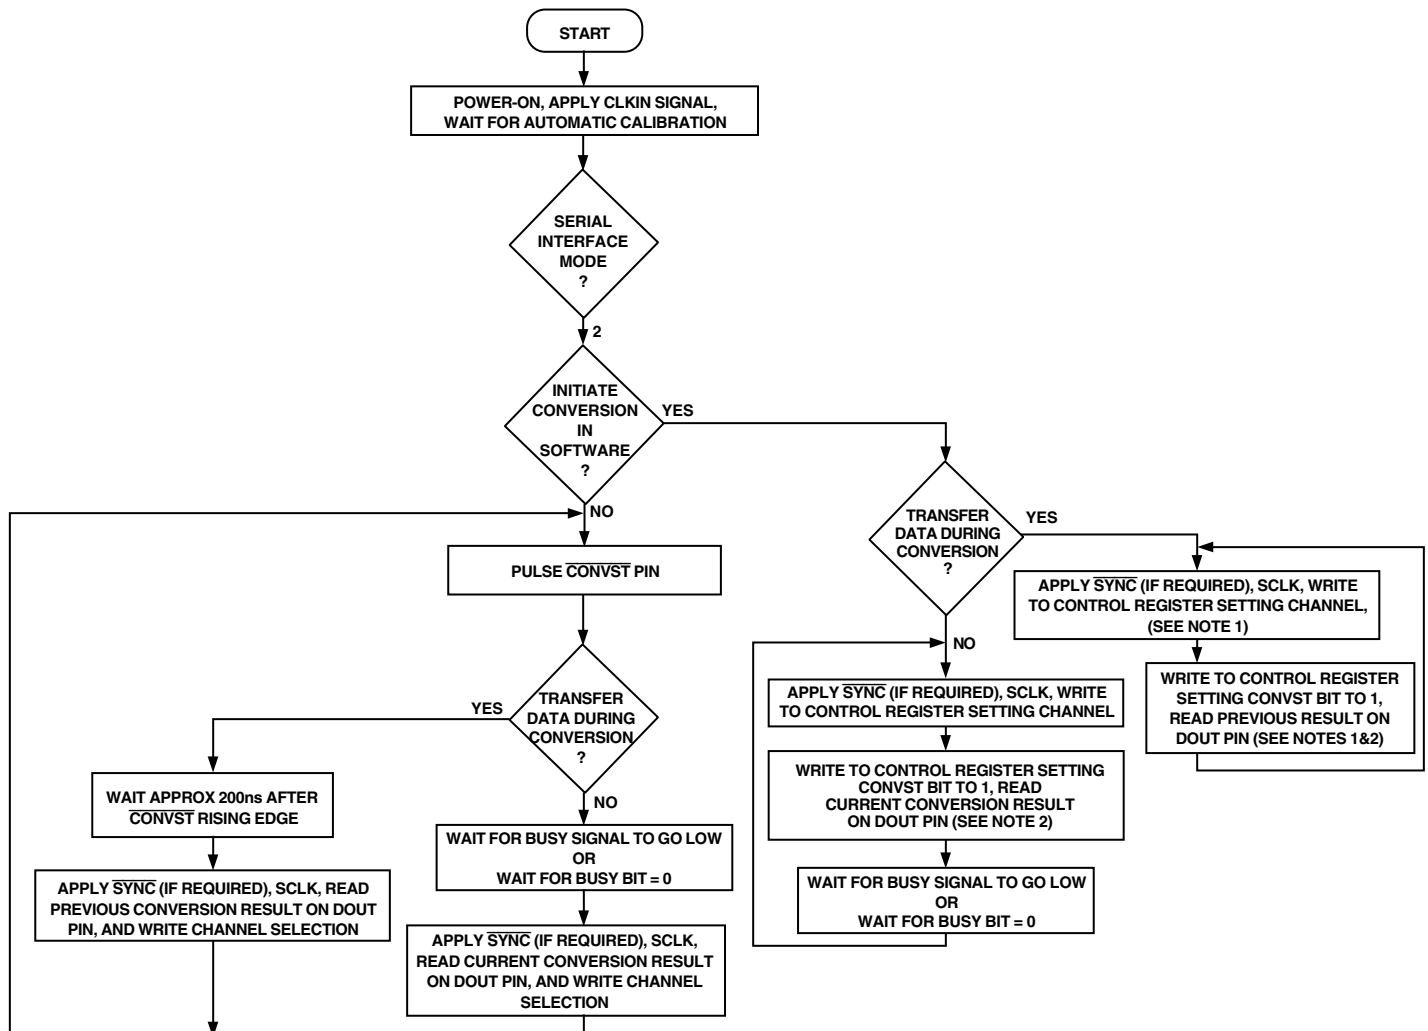 START
POWER-ON, APPLY CLKIN SIGNAL,
WAIT FOR AUTOMATIC CALIBRATION
SERIAL
INTERFACE
MODE
?
2
INITIATE
CONVERSION
IN
SOFTWARE
?
YES
NO
PULSE CONVST PIN
TRANSFER
DATA DURING
CONVERSION
?
YES
WAIT APPROX 200ns AFTER
CONVST RISING EDGE
APPLY SYNC (IF REQUIRED), SCLK, READ
PREVIOUS CONVERSION RESULT ON DOUT
PIN, AND WRITE CHANNEL SELECTION
NO
WAIT FOR BUSY SIGNAL TO GO LOW
OR
WAIT FOR BUSY BIT = 0
APPLY SYNC (IF REQUIRED), SCLK,
READ CURRENT CONVERSION RESULT
ON DOUT PIN, AND WRITE CHANNEL
SELECTION
TRANSFER
DATA DURING
CONVERSION
?
YES
NO
APPLY SYNC (IF REQUIRED), SCLK, WRITE
TO CONTROL REGISTER SETTING CHANNEL
WRITE TO CONTROL REGISTER SETTING
CONVST BIT TO 1, READ
CURRENT CONVERSION RESULT
ON DOUT PIN (SEE NOTE 2)
WAIT FOR BUSY SIGNAL TO GO LOW
OR
WAIT FOR BUSY BIT = 0
APPLY SYNC (IF REQUIRED), SCLK, WRITE
TO CONTROL REGISTER SETTING CHANNEL,
(SEE NOTE 1)
WRITE TO CONTROL REGISTER
SETTING CONVST BIT TO 1,
READ PREVIOUS RESULT ON
DOUT PIN (SEE NOTES 1&2)